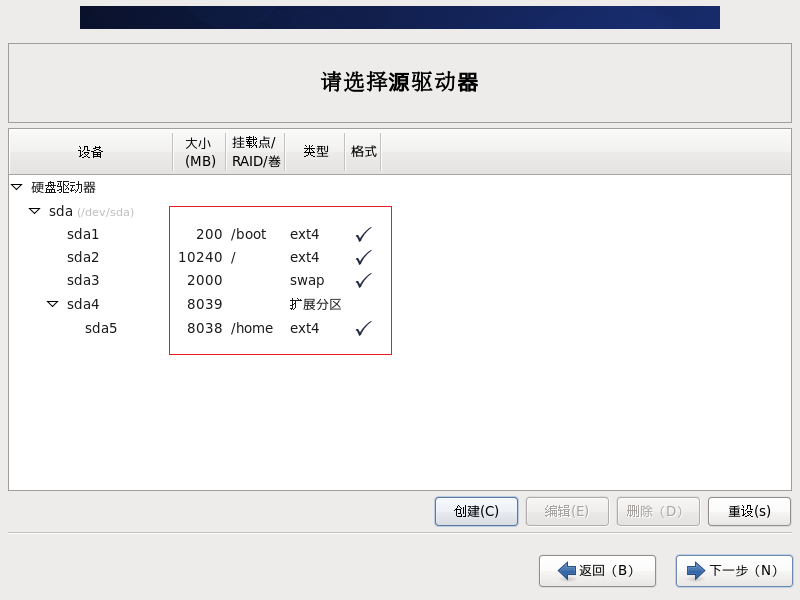 请选择源驱动器
设备 大小 (MB) 挂载点/ RAID/卷 类型 格式
硬盘驱动器
sda (/dev/sda)
sda1 200 /boot ext4 ✓
sda2 10240 / ext4 ✓
sda3 2000 swap ✓
sda4 8039 扩展分区
sda5 8038 /home ext4 ✓
创建(C) 编辑(E) 删除（D） 重设(s)
返回（B） 下一步（N）